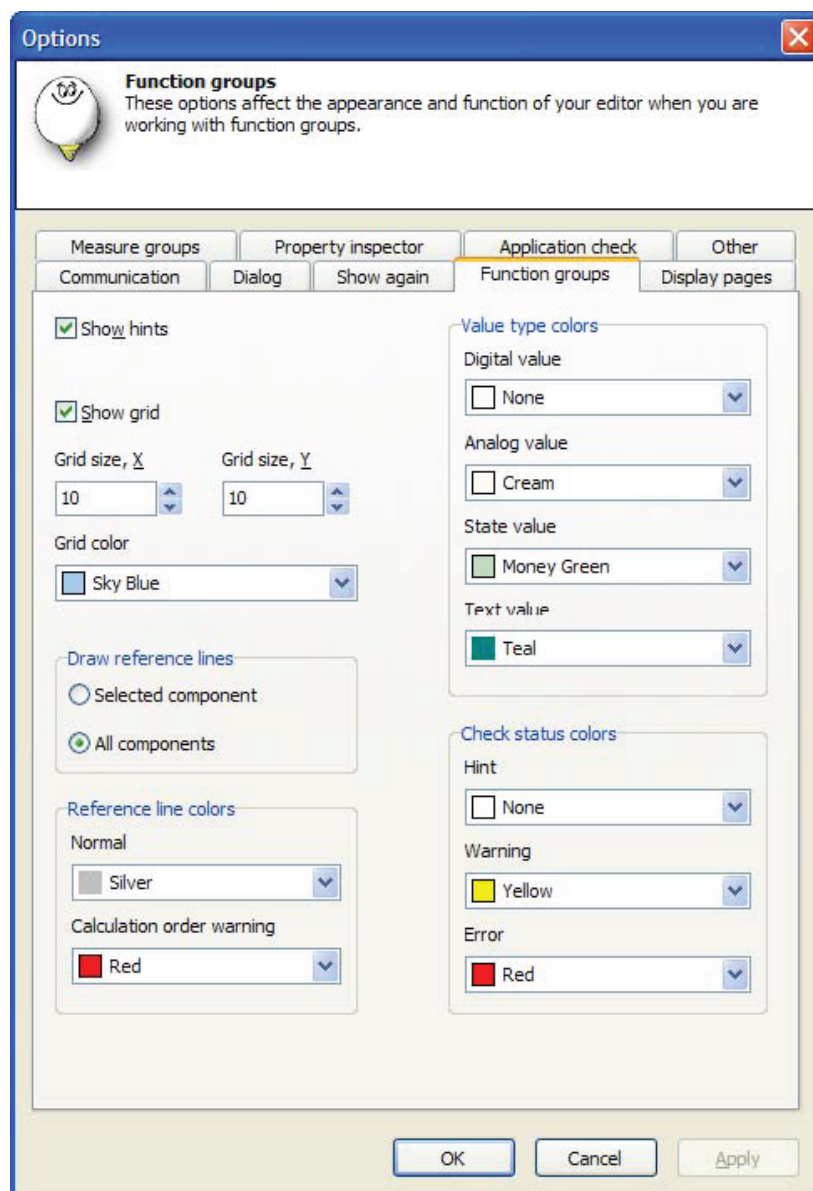 Options
Function groups
These options affect the appearance and function of your editor when you are
working with function groups.
Measure groups
Property inspector
Application check
Other
Communication
Dialog
Show again
Function groups
Display pages
Show hints
Show grid
Grid size, X
Grid size, Y
10
10
Grid color
Sky Blue
Draw reference lines
Selected component
All components
Reference line colors
Normal
Silver
Calculation order warning
Red
Value type colors
Digital value
None
Analog value
Cream
State value
Money Green
Text value
Teal
Check status colors
Hint
None
Warning
Yellow
Error
Red
OK
Cancel
Apply